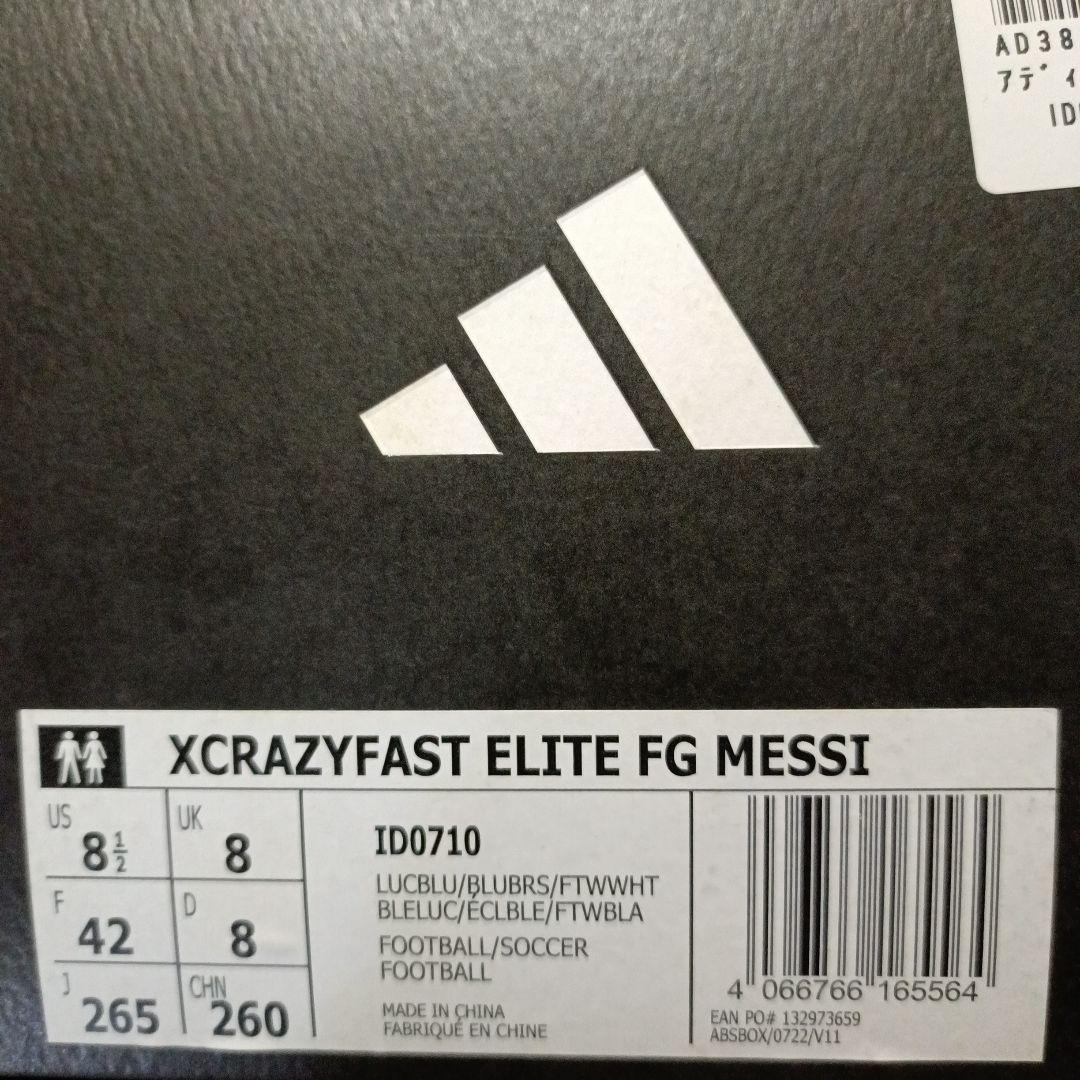 AD38
アディ
ID
XCRAZYFAST ELITE FG MESSI
US 8½
UK 8
F 42
D 8
J 265
CHN 260
ID0710
LUCBLU/BLUBRS/FTWWHT
BLELUC/ÉCLBLE/FTWBLA
FOOTBALL/SOCCER
FOOTBALL
MADE IN CHINA
FABRIQUÉ EN CHINE
4 066766 165564
EAN PO# 132973659
ABSBOX/0722/V11